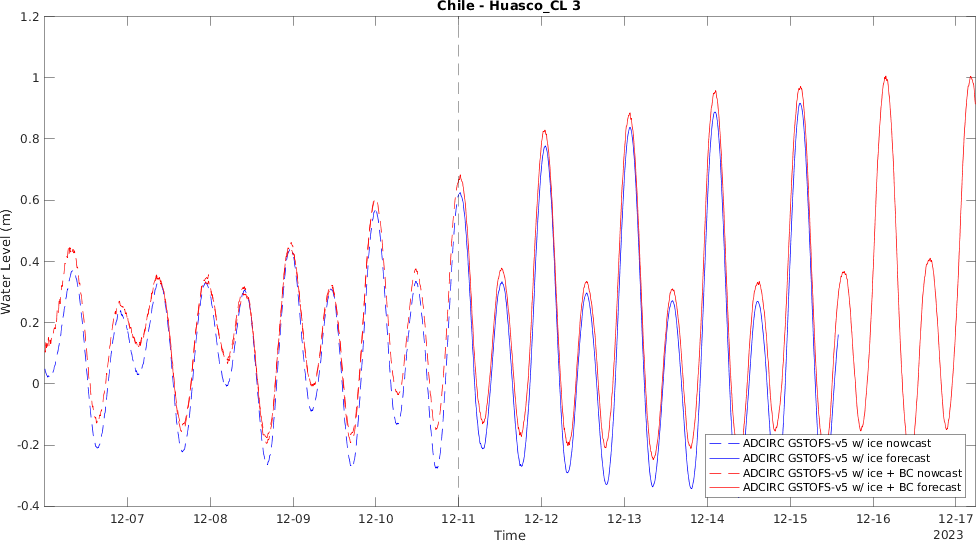 Chile - Huasco_CL 3
Water Level (m)
1.2
1
0.8
0.6
0.4
0.2
0
-0.2
-0.4
ADCIRC GSTOFS-v5 w/ ice nowcast
ADCIRC GSTOFS-v5 w/ ice forecast
ADCIRC GSTOFS-v5 w/ ice + BC nowcast
ADCIRC GSTOFS-v5 w/ ice + BC forecast
12-07 12-08 12-09 12-10 12-11 12-12 12-13 12-14 12-15 12-16 12-17
Time
2023